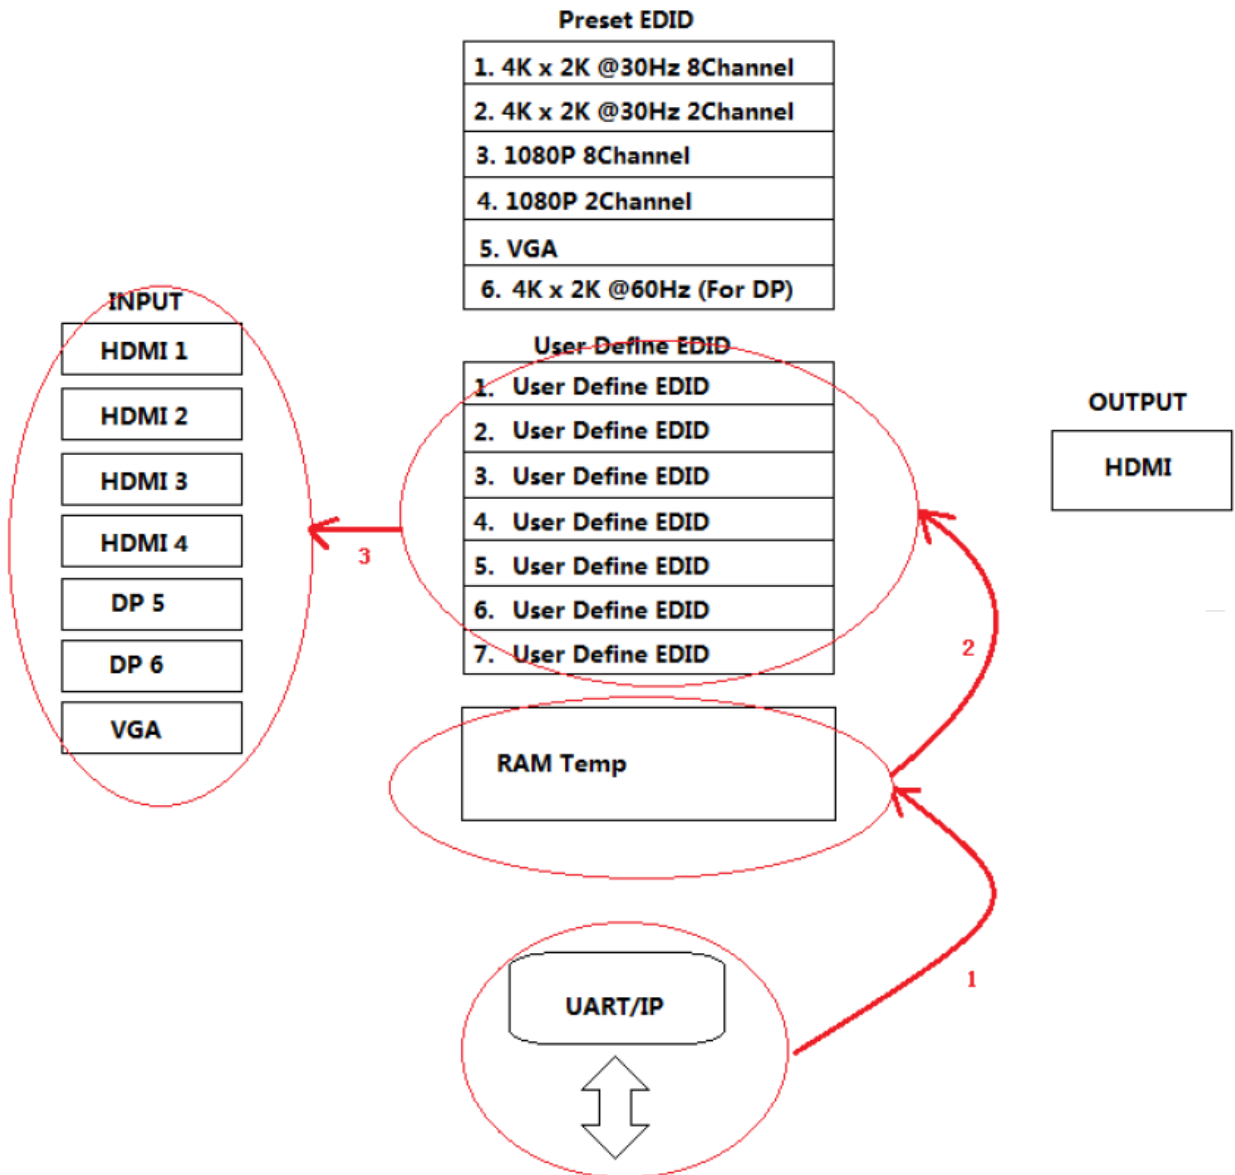 Preset EDID
1. 4K x 2K @30Hz 8Channel
2. 4K x 2K @30Hz 2Channel
3. 1080P 8Channel
4. 1080P 2Channel
5. VGA
6. 4K x 2K @60Hz (For DP)
INPUT
HDMI 1
HDMI 2
HDMI 3
HDMI 4
DP 5
DP 6
VGA
User Define EDID
1. User Define EDID
2. User Define EDID
3. User Define EDID
4. User Define EDID
5. User Define EDID
6. User Define EDID
7. User Define EDID
OUTPUT
HDMI
3
2
RAM Temp
1
UART/IP